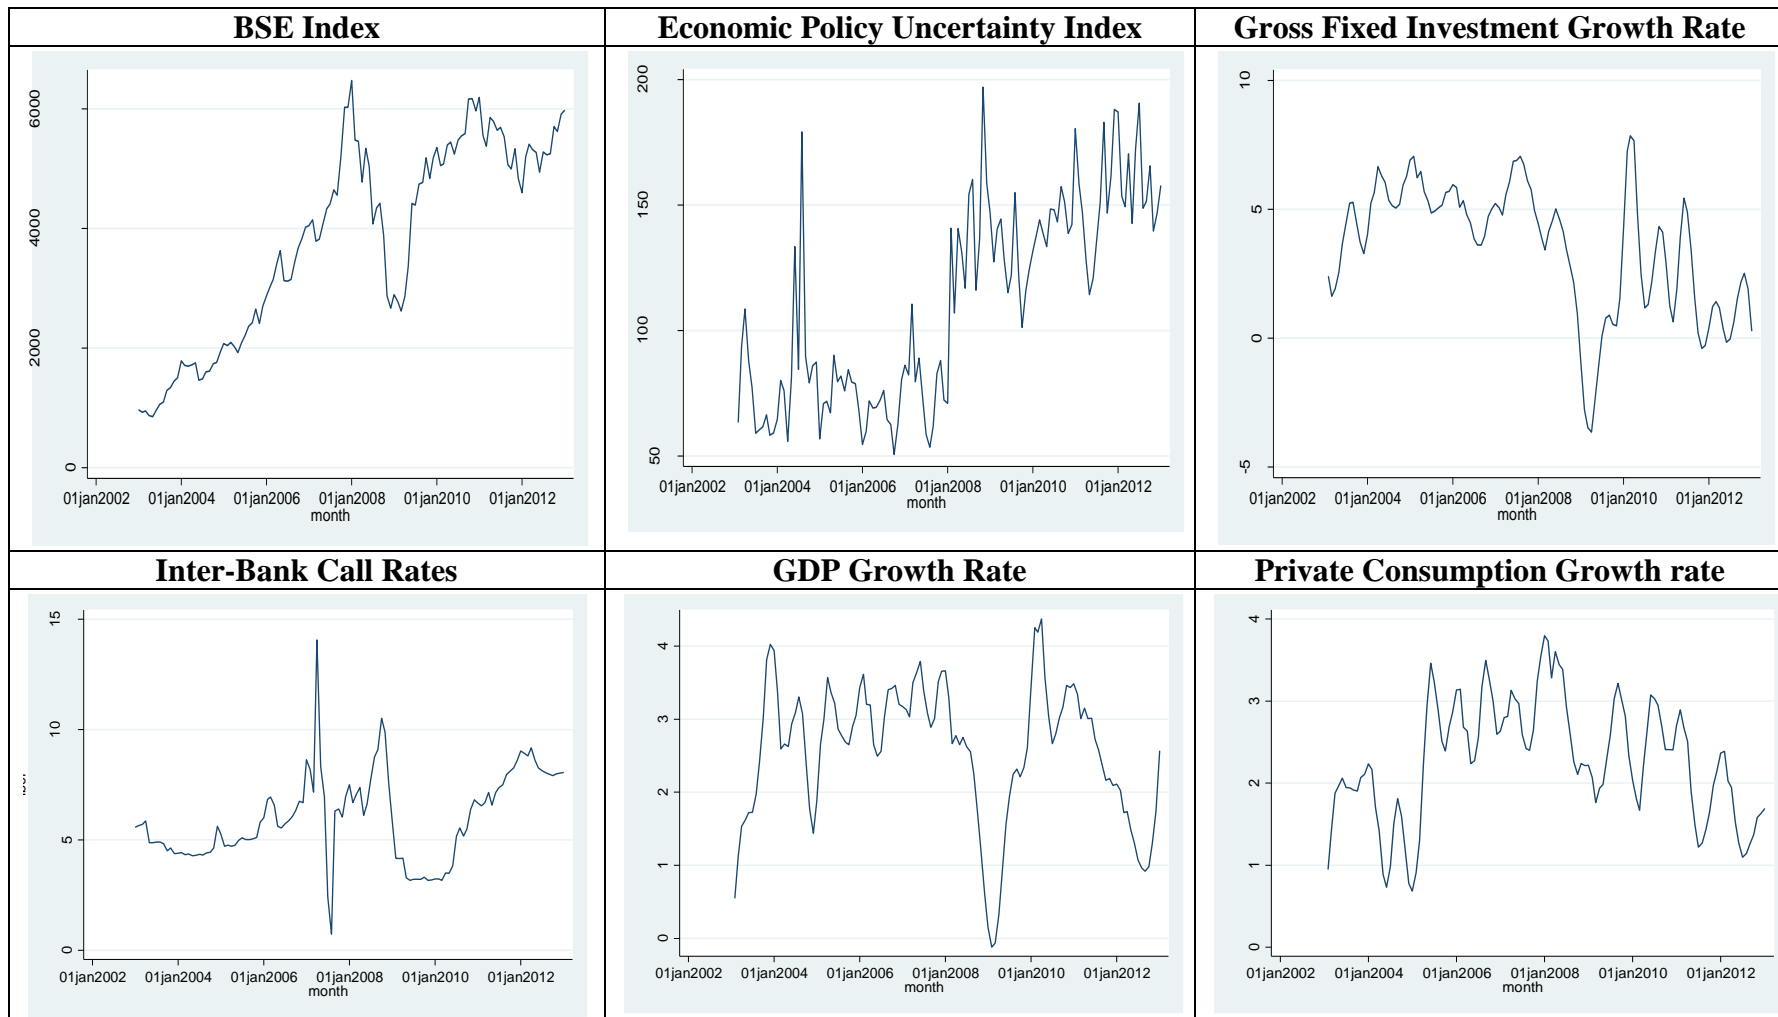 BSE Index
Economic Policy Uncertainty Index
Gross Fixed Investment Growth Rate
6000
4000
2000
0
01jan2002 01jan2004 01jan2006 01jan2008 01jan2010 01jan2012
month
200
150
100
50
01jan2002 01jan2004 01jan2006 01jan2008 01jan2010 01jan2012
month
10
5
0
-5
01jan2002 01jan2004 01jan2006 01jan2008 01jan2010 01jan2012
month
Inter-Bank Call Rates
GDP Growth Rate
Private Consumption Growth rate
15
10
5
0
01jan2002 01jan2004 01jan2006 01jan2008 01jan2010 01jan2012
month
4
3
2
1
0
01jan2002 01jan2004 01jan2006 01jan2008 01jan2010 01jan2012
month
4
3
2
1
0
01jan2002 01jan2004 01jan2006 01jan2008 01jan2010 01jan2012
month